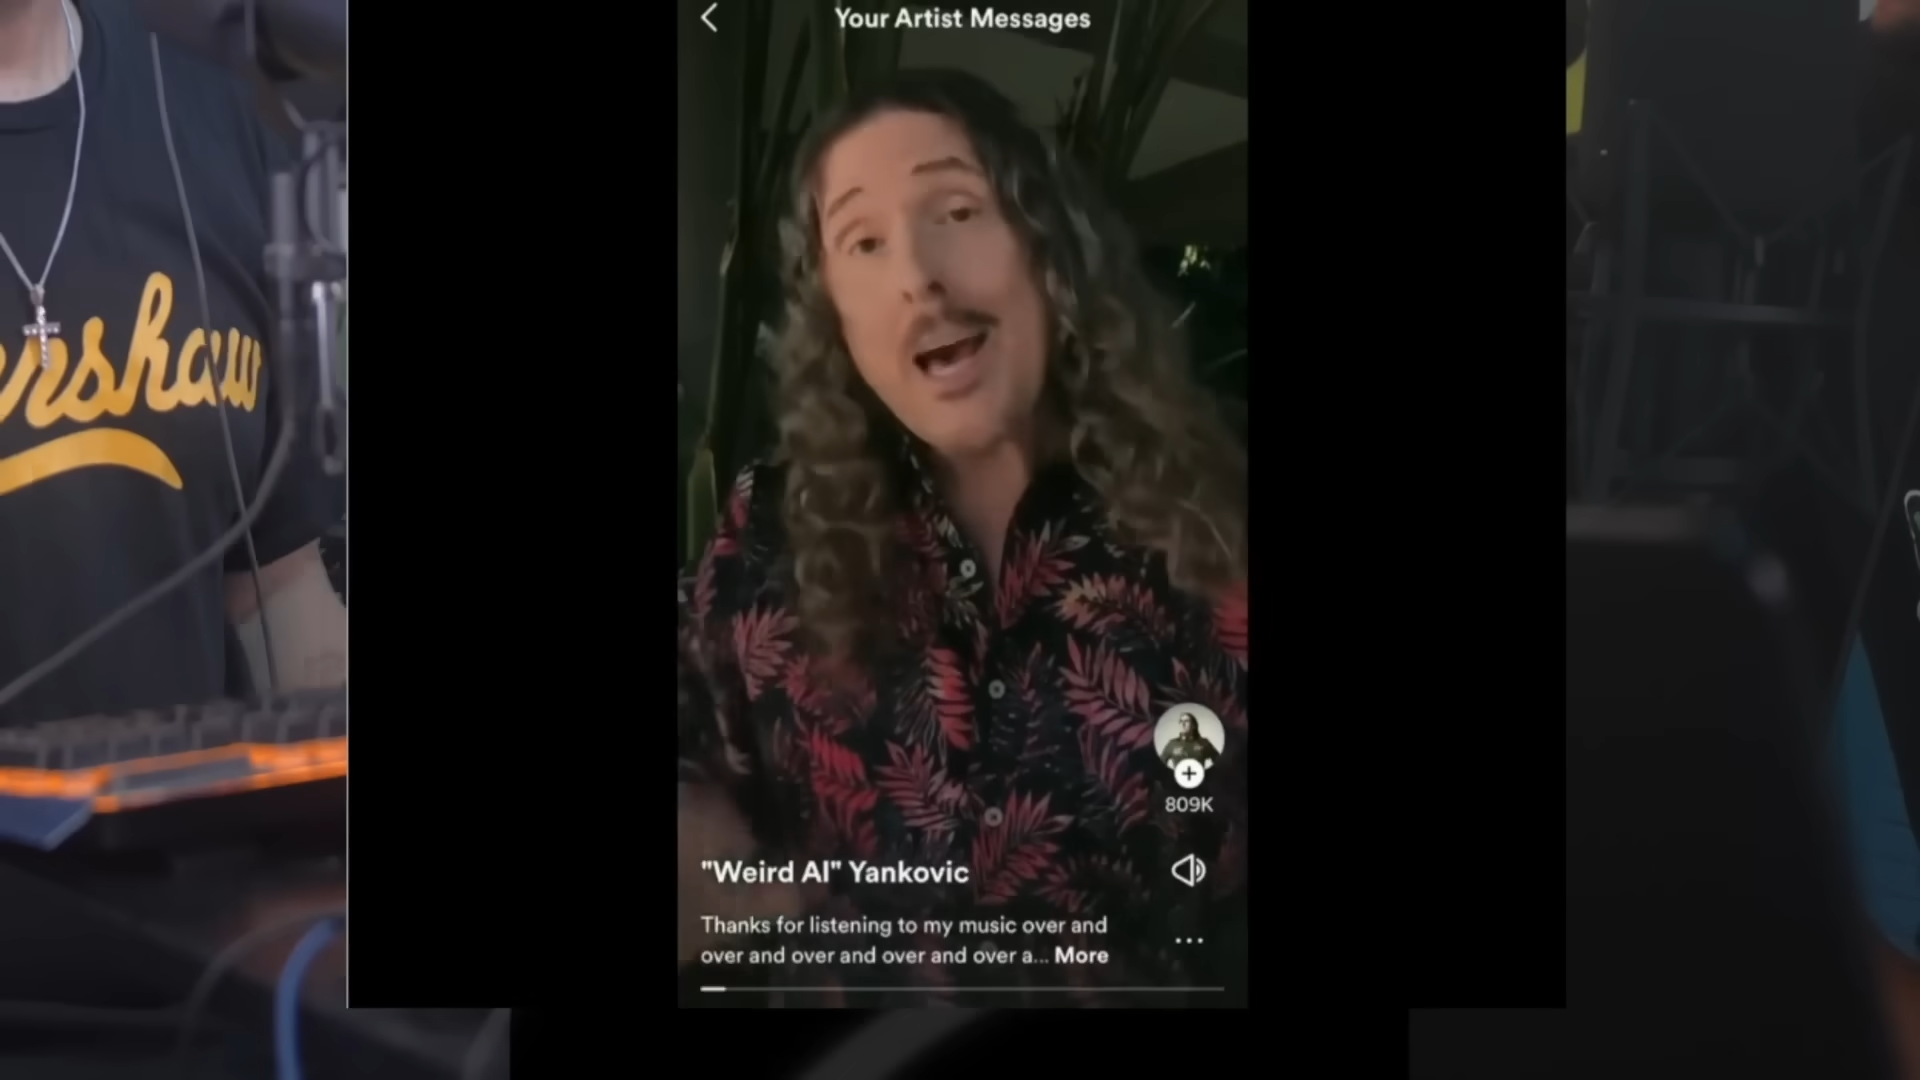 Your Artist Messages
ershaw
809K
"Weird Al" Yankovic
Thanks for listening to my music over and
over and over and over and over a... More